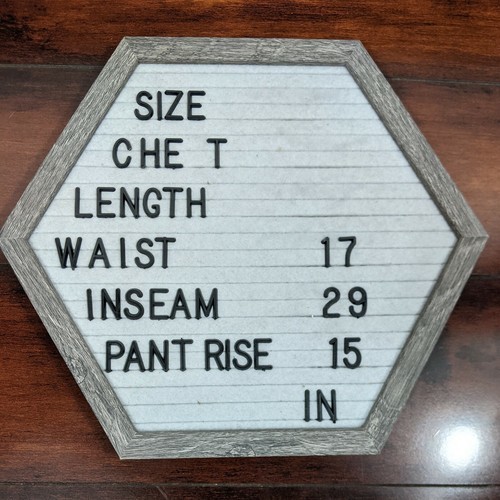 SIZE
CHE T
LENGTH
WAIST 17
INSEAM 29
PANT RISE 15
IN